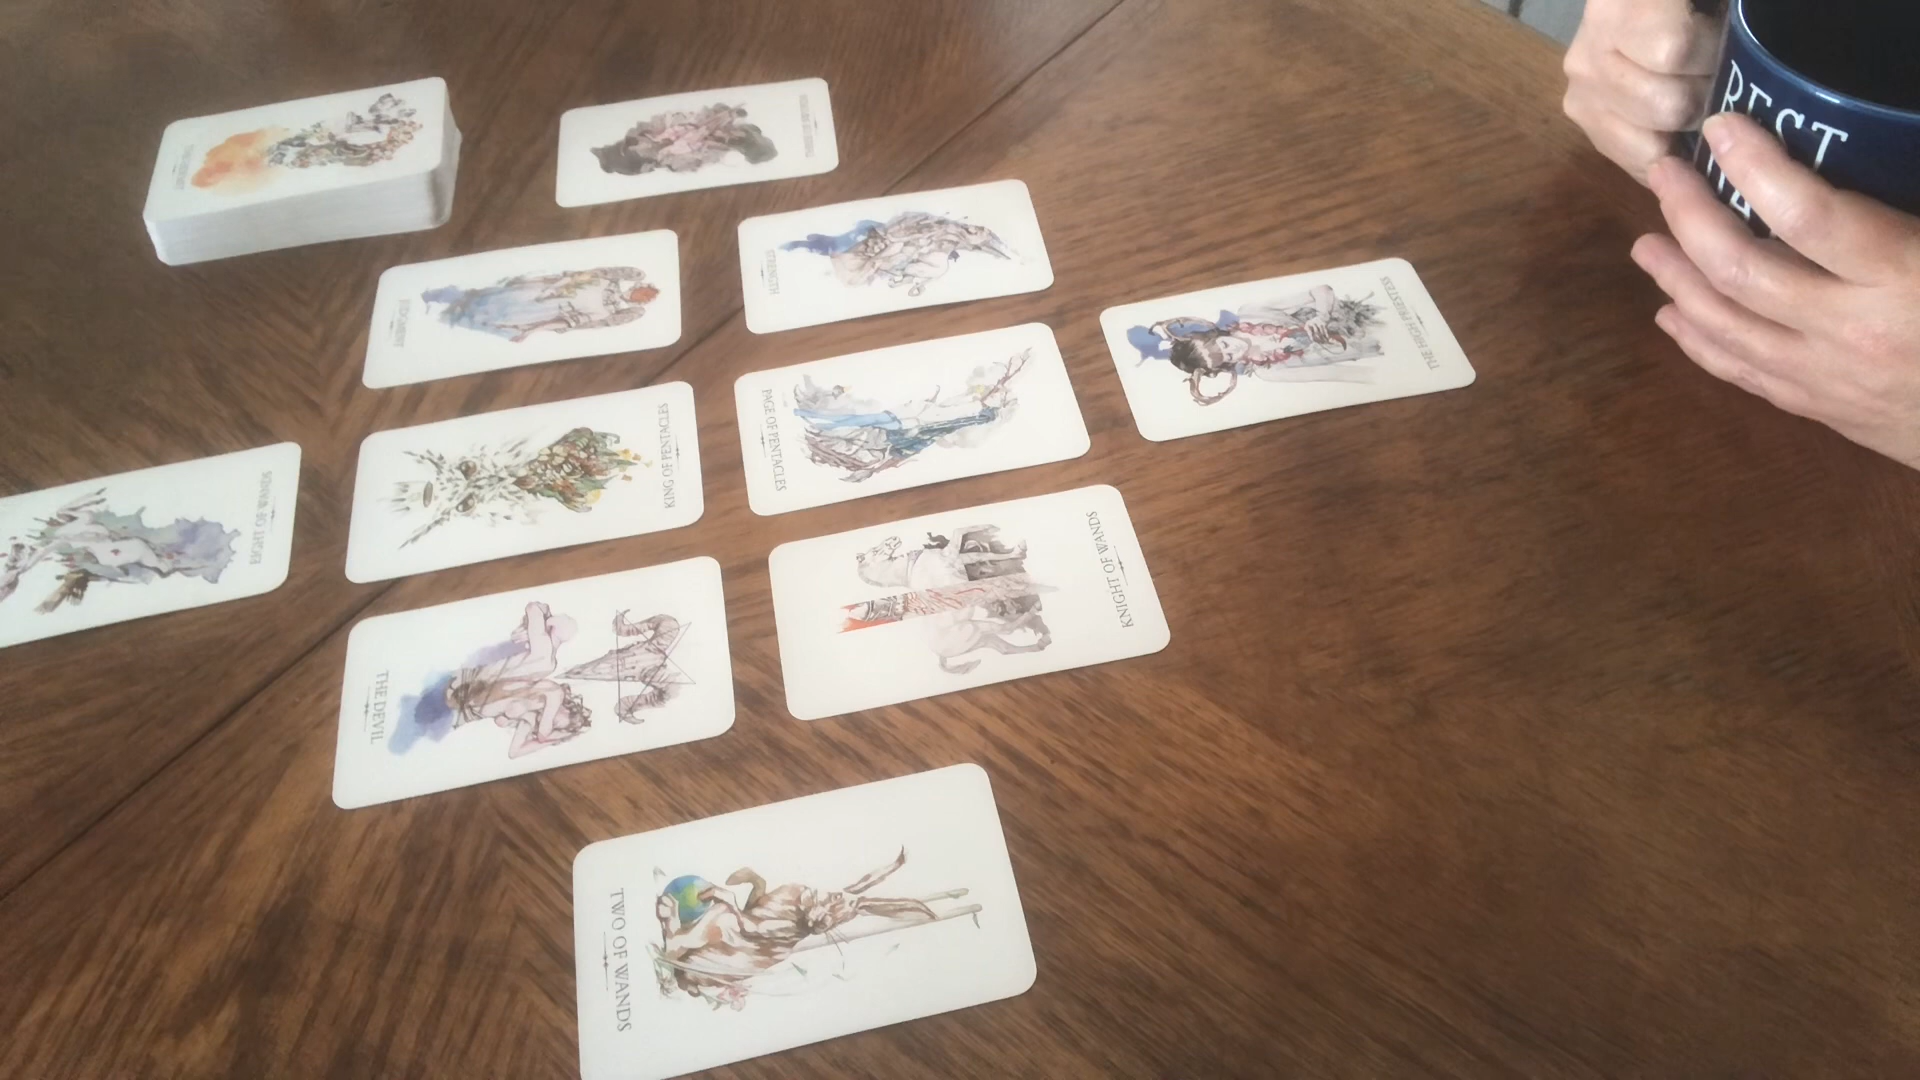 JUDGEMENT
STRENGTH
THE HIGH PRIESTESS
PAGE OF PENTACLES
KING OF PENTACLES
EIGHT OF WANDS
KNIGHT OF WANDS
THE DEVIL
TWO OF WANDS
BEST